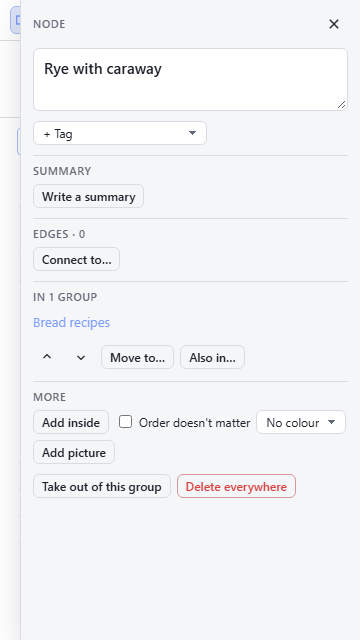 NODE
Rye with caraway
+ Tag
SUMMARY
Write a summary
EDGES · 0
Connect to...
IN 1 GROUP
Bread recipes
Move to... Also in...
MORE
Add inside Order doesn't matter No colour
Add picture
Take out of this group Delete everywhere